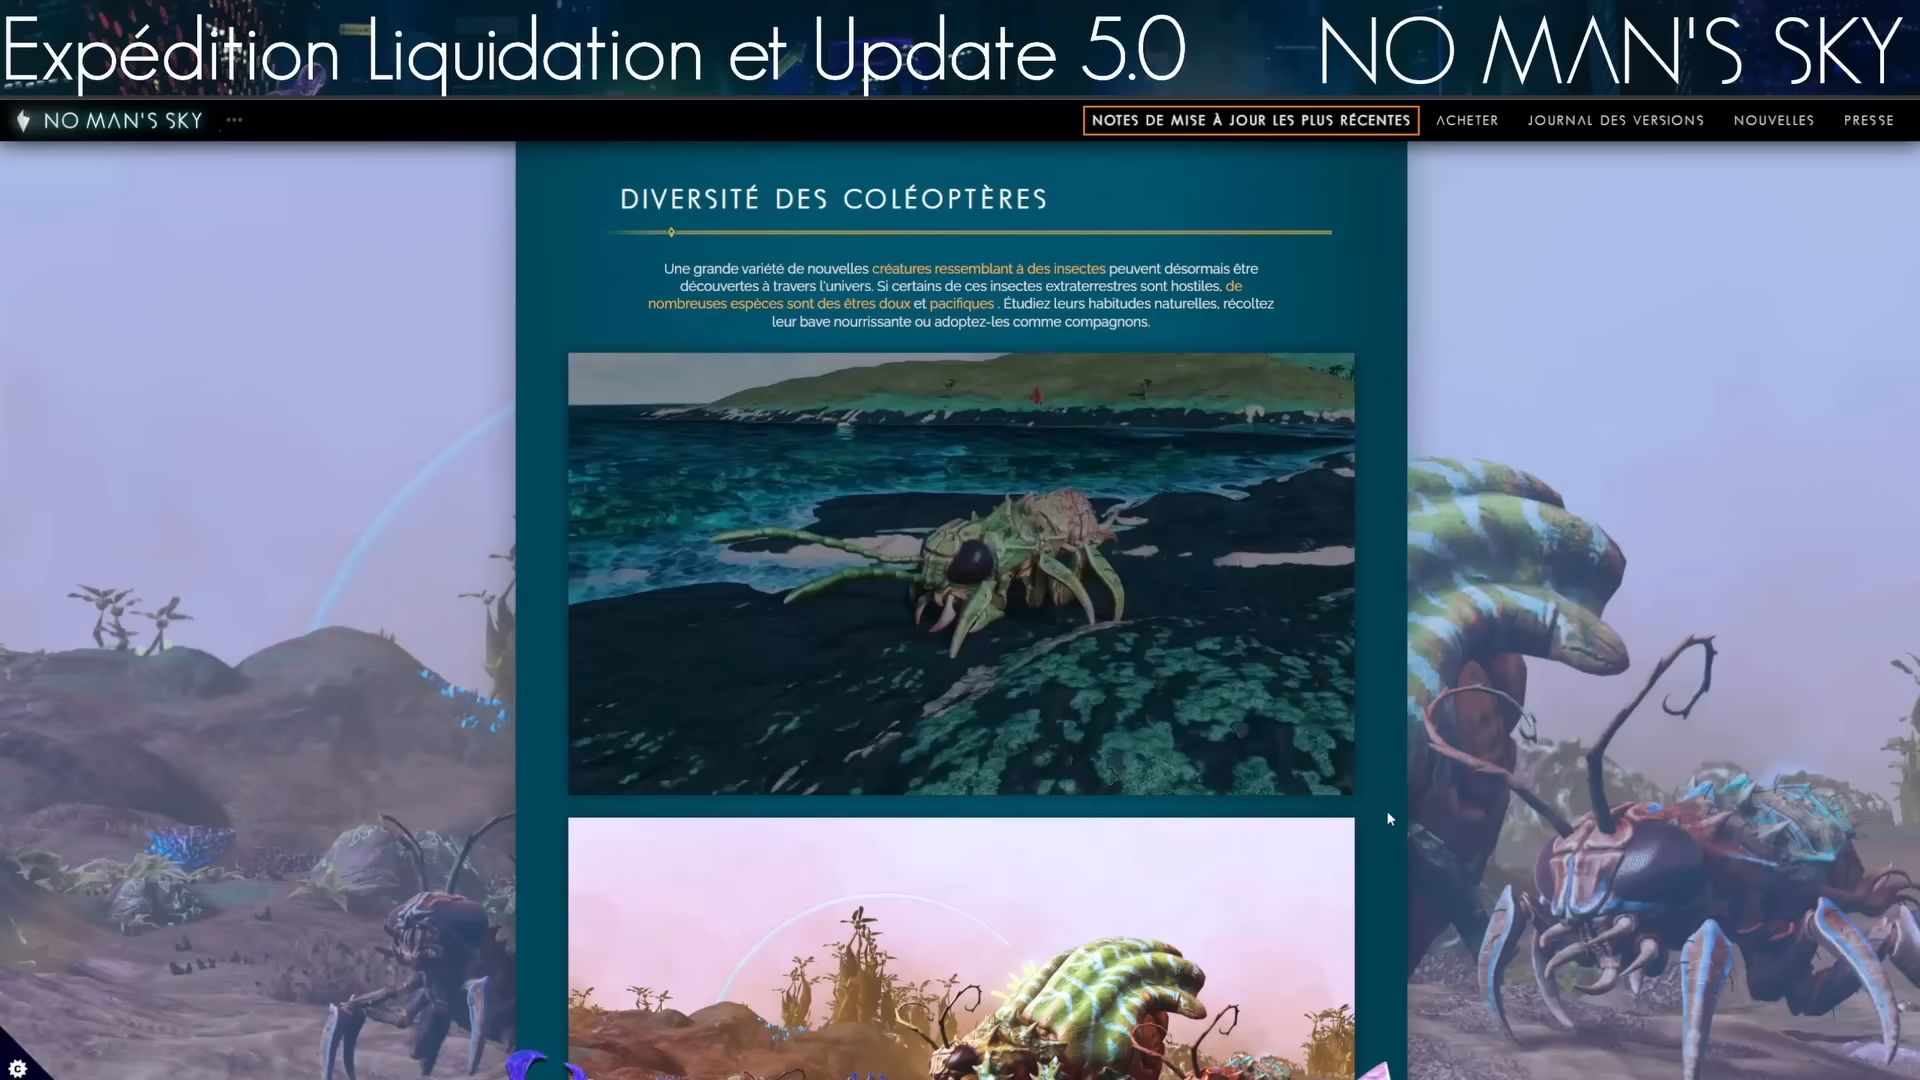 Expédition Liquidation et Update 5.0
NO MAN'S SKY
NO MAN'S SKY
NOTES DE MISE À JOUR LES PLUS RÉCENTES
ACHETER
JOURNAL DES VERSIONS
NOUVELLES
PRESSE
DIVERSITÉ DES COLÉOPTÈRES
Une grande variété de nouvelles créatures ressemblant à des insectes peuvent désormais être
découvertes à travers l'univers. Si certains de ces insectes extraterrestres sont hostiles, de
nombreuses espèces sont des êtres doux et pacifiques . Étudiez leurs habitudes naturelles, récoltez
leur bave nourrissante ou adoptez-les comme compagnons.